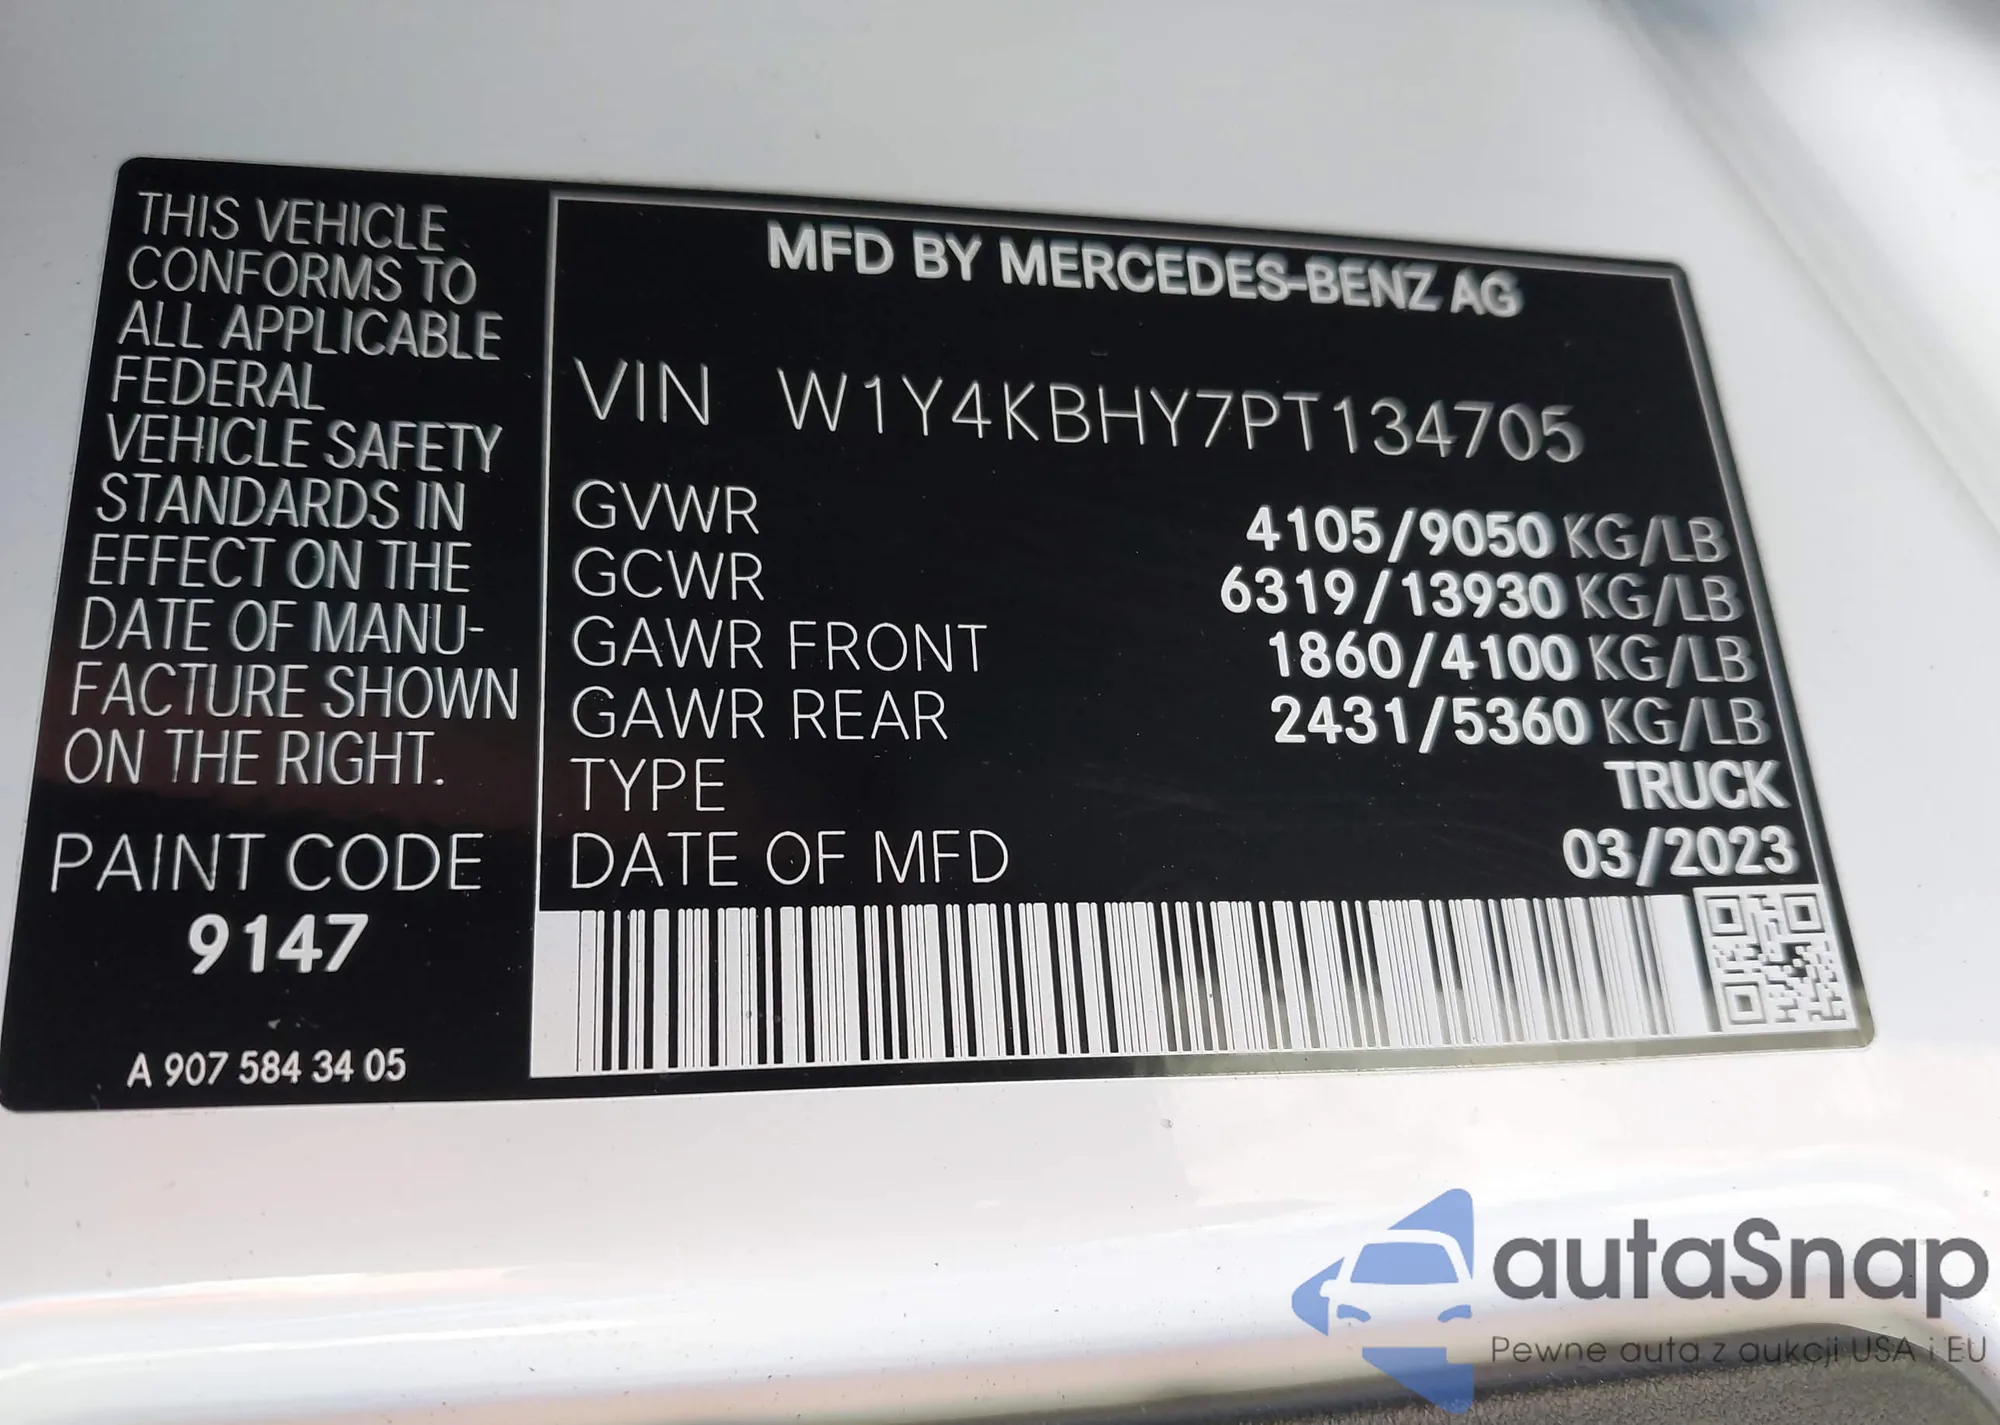 THIS VEHICLE
CONFORMS TO
ALL APPLICABLE
FEDERAL
VEHICLE SAFETY
STANDARDS IN
EFFECT ON THE
DATE OF MANU-
FACTURE SHOWN
ON THE RIGHT.
PAINT CODE
9147
A 907 584 34 05
MFD BY MERCEDES-BENZ AG
VIN W1Y4KBHY7PT134705
GVWR 4105/9050 KG/LB
GCWR 6319/13930 KG/LB
GAWR FRONT 1860/4100 KG/LB
GAWR REAR 2431/5360 KG/LB
TYPE TRUCK
DATE OF MFD 03/2023
autaSnap
Pewne auta z aukcji USA i EU